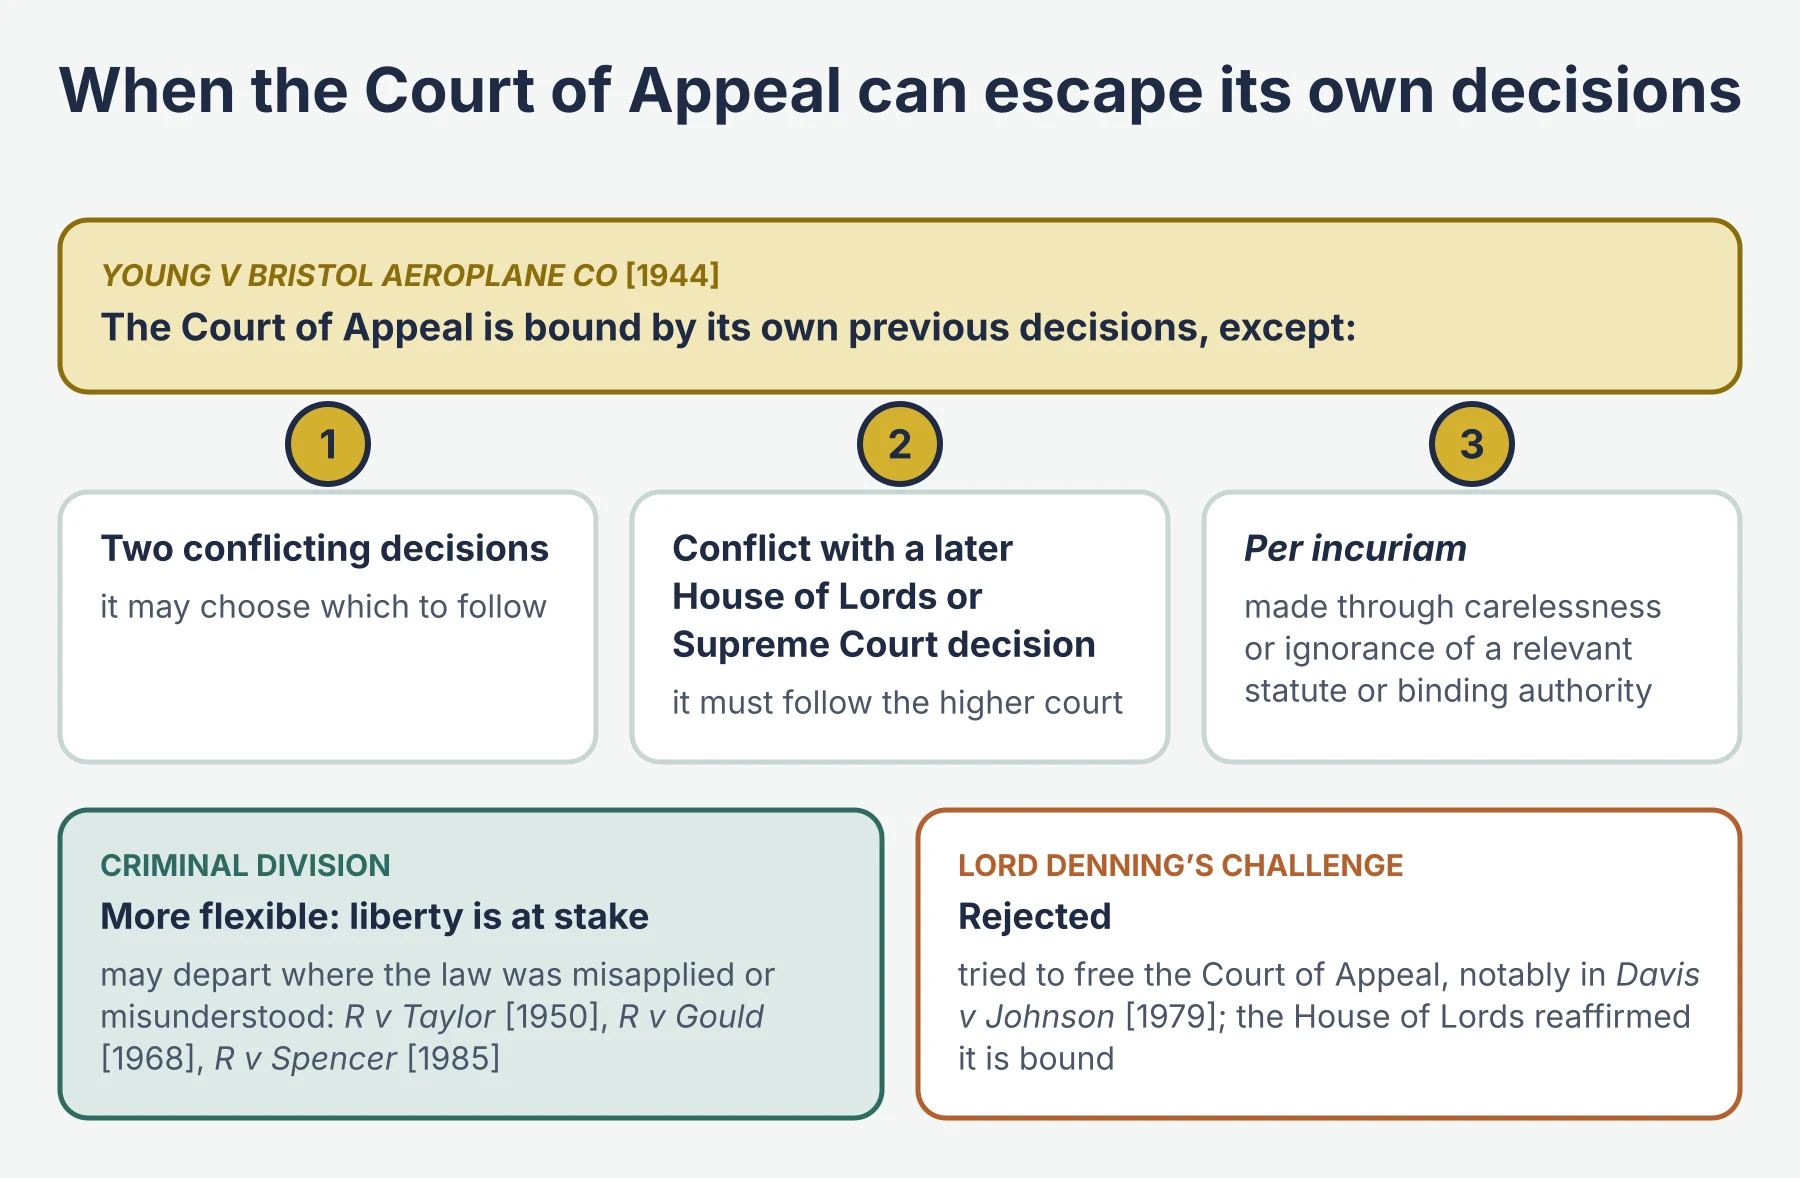 When the Court of Appeal can escape its own decisions
YOUNG V BRISTOL AEROPLANE CO [1944]
The Court of Appeal is bound by its own previous decisions, except:
1
Two conflicting decisions
it may choose which to follow
2
Conflict with a later
House of Lords or
Supreme Court decision
it must follow the higher court
3
Per incuriam
made through carelessness
or ignorance of a relevant
statute or binding authority
CRIMINAL DIVISION
More flexible: liberty is at stake
may depart where the law was misapplied or
misunderstood: R v Taylor [1950], R v Gould
[1968], R v Spencer [1985]
LORD DENNING’S CHALLENGE
Rejected
tried to free the Court of Appeal, notably in Davis
v Johnson [1979]; the House of Lords reaffirmed
it is bound